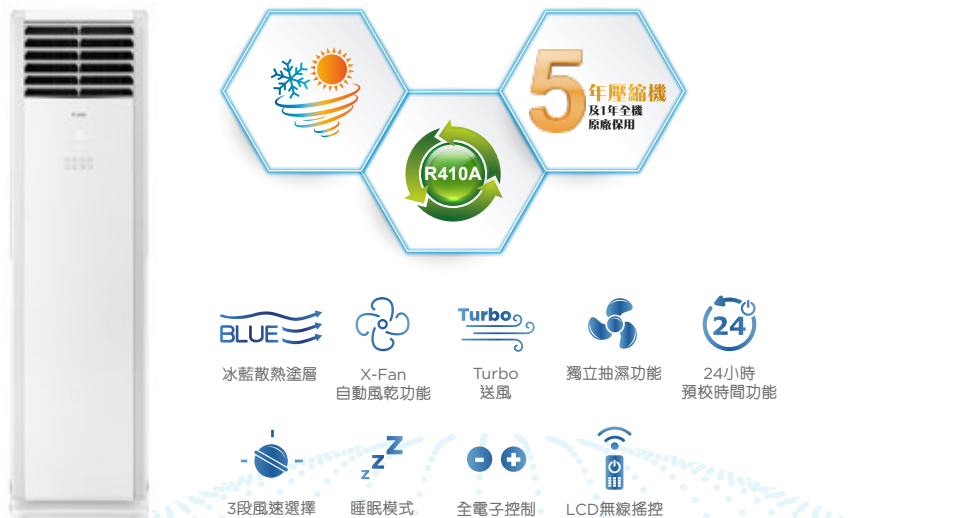 5
年壓縮機
及1年全機
原廠保用
R410A
BLUE
冰藍散熱塗層
X-Fan
自動風乾功能
Turbo
Turbo
送風
獨立抽濕功能
24
24小時
預校時間功能
3段風速選擇
z z Z
睡眠模式
全電子控制
LCD無線搖控